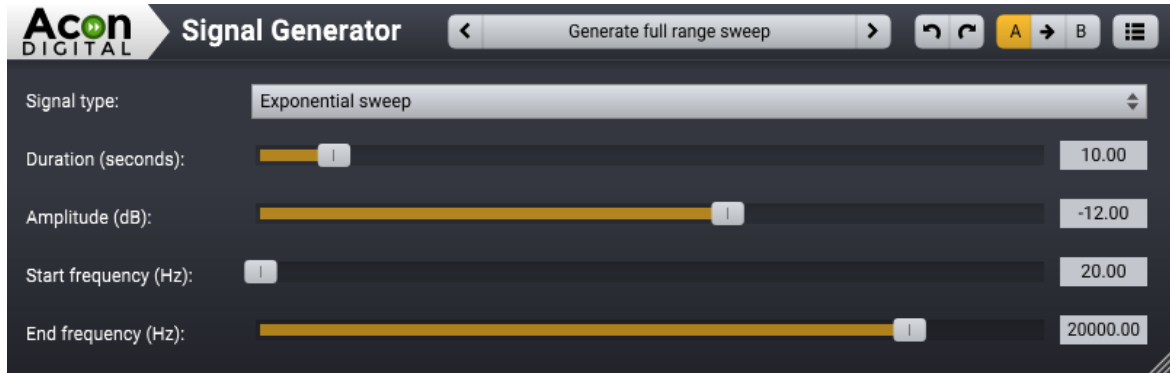 Acon
DIGITAL
Signal Generator
Generate full range sweep
A
B
Signal type:
Exponential sweep
Duration (seconds):
10.00
Amplitude (dB):
-12.00
Start frequency (Hz):
20.00
End frequency (Hz):
20000.00